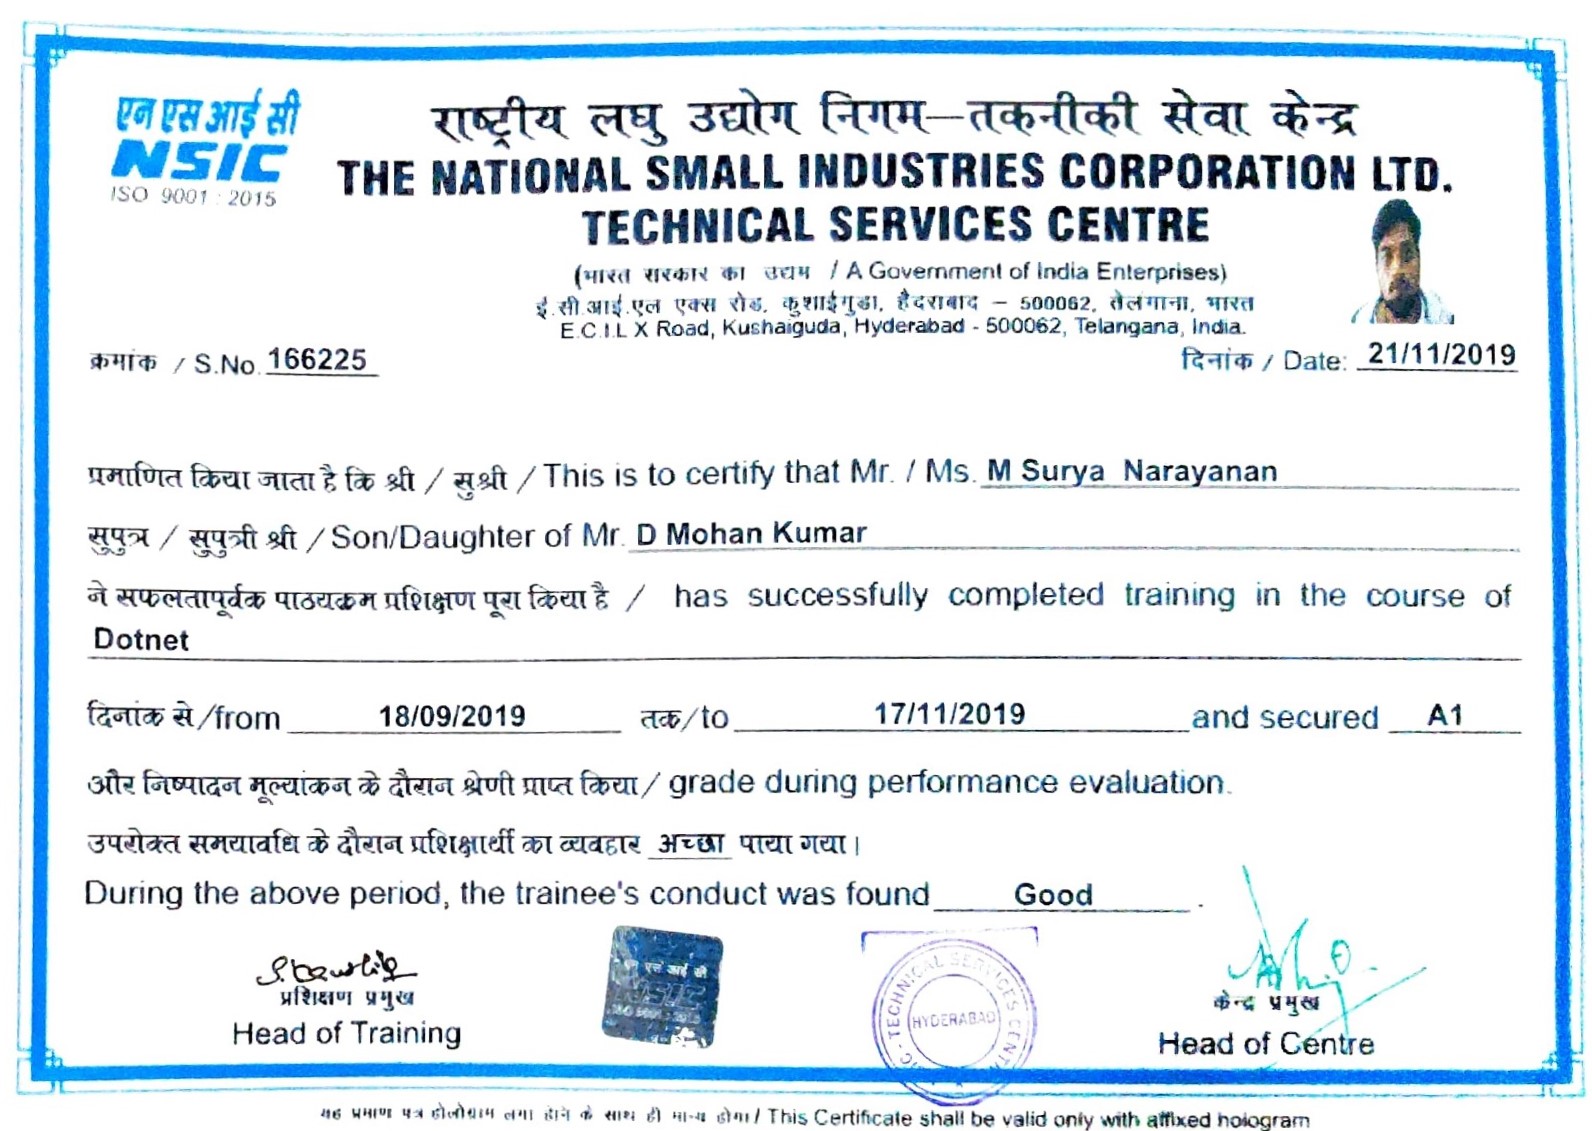 एन एस आई सी
NSIC
ISO 9001 : 2015
राष्ट्रीय लघु उद्योग निगम—तकनीकी सेवा केन्द्र
THE NATIONAL SMALL INDUSTRIES CORPORATION LTD.
TECHNICAL SERVICES CENTRE
(भारत सरकार का उद्यम / A Government of India Enterprises)
ई.सी.आई.एल एक्स रोड, कुशाईगुडा, हैदराबाद – 500062, तेलंगाना, भारत
E.C.I.L X Road, Kushaiguda, Hyderabad - 500062, Telangana, India.
क्रमांक / S.No. 166225
दिनांक / Date: 21/11/2019
प्रमाणित किया जाता है कि श्री / सुश्री / This is to certify that Mr. / Ms. M Surya Narayanan
सुपुत्र / सुपुत्री श्री / Son/Daughter of Mr. D Mohan Kumar
ने सफलतापूर्वक पाठयक्रम प्रशिक्षण पूरा किया है / has successfully completed training in the course of
Dotnet
दिनांक से/from 18/09/2019 तक/to 17/11/2019 and secured A1
और निष्पादन मूल्यांकन के दौरान श्रेणी प्राप्त किया/ grade during performance evaluation.
उपरोक्त समयावधि के दौरान प्रशिक्षार्थी का व्यवहार अच्छा पाया गया।
During the above period, the trainee's conduct was found Good .
प्रशिक्षण प्रमुख
Head of Training
एन एस आई सी
NSIC
ISO 9001 : 2015
NSIC - TECHNICAL SERVICES CENTRE
HYDERABAD
केन्द्र प्रमुख
Head of Centre
यह प्रमाण पत्र होलोग्राम लगा होने के साथ ही मान्य होगा / This Certificate shall be valid only with affixed hologram